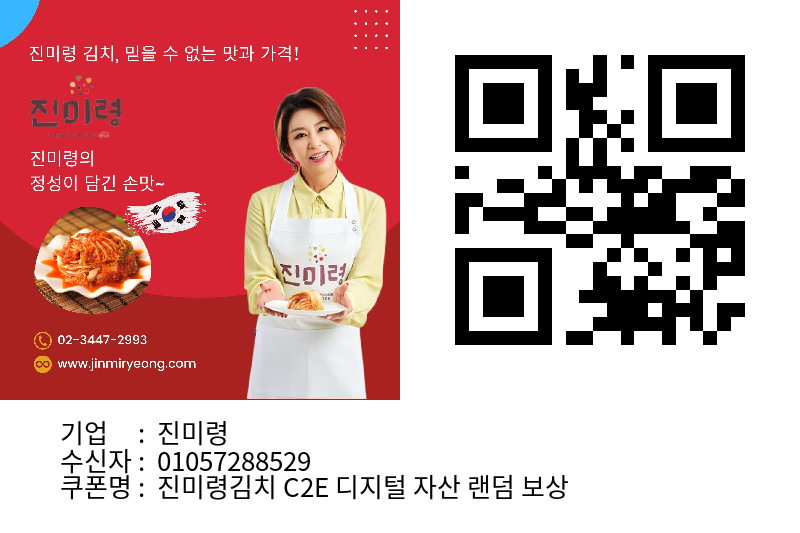 진미령 김치, 믿을 수 없는 맛과 가격!
진미령
진미령의
정성이 담긴 손맛~
진미령
02-3447-2993
www.jinmiryeong.com
기업 : 진미령
수신자 : 01057288529
쿠폰명 : 진미령김치 C2E 디지털 자산 랜덤 보상